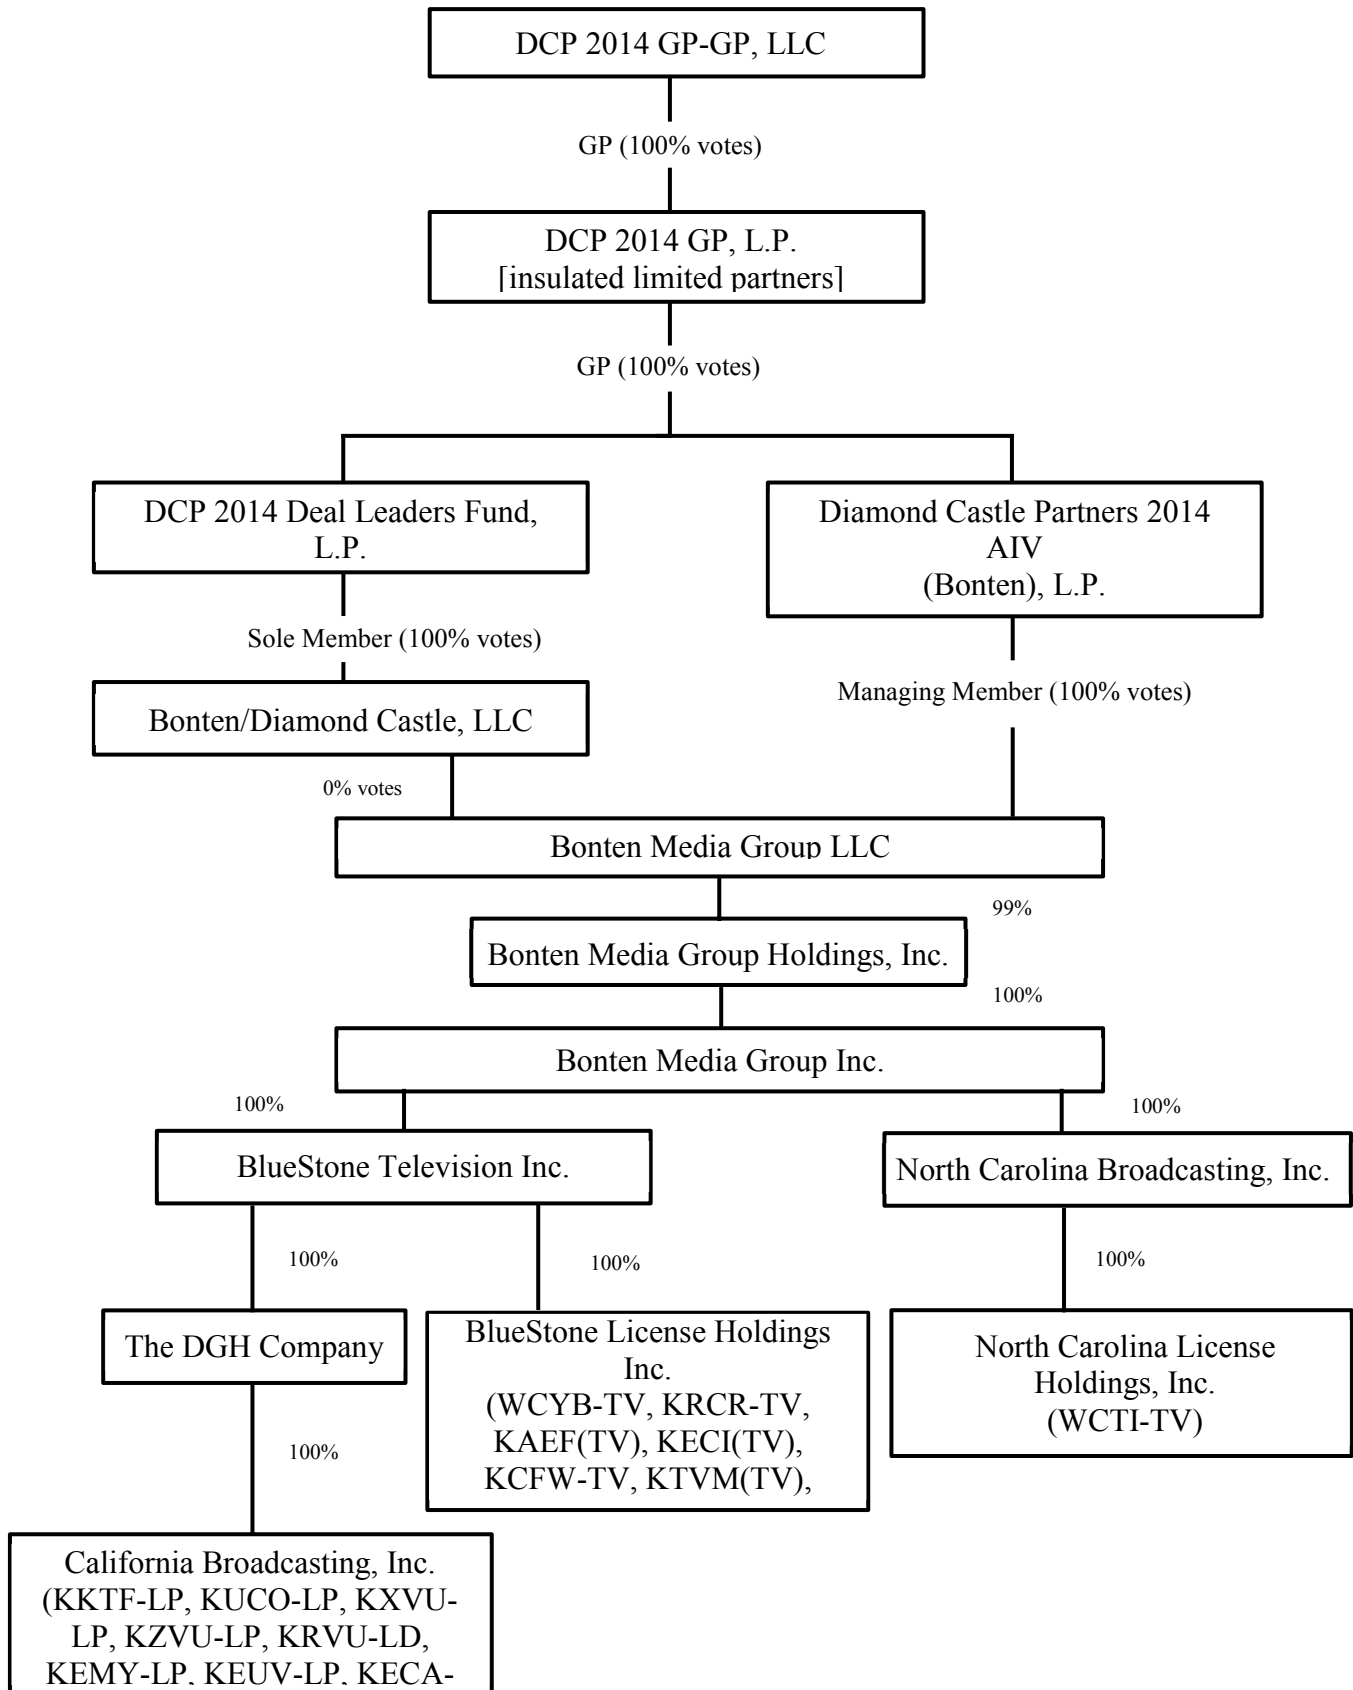 DCP 2014 GP-GP, LLC
GP (100% votes)
DCP 2014 GP, L.P.
[insulated limited partners]
GP (100% votes)
DCP 2014 Deal Leaders Fund,
L.P.
Diamond Castle Partners 2014
AIV
(Bonten), L.P.
Sole Member (100% votes)
Managing Member (100% votes)
Bonten/Diamond Castle, LLC
0% votes
Bonten Media Group LLC
99%
Bonten Media Group Holdings, Inc.
100%
Bonten Media Group Inc.
100%
100%
BlueStone Television Inc.
North Carolina Broadcasting, Inc.
100%
100%
100%
The DGH Company
BlueStone License Holdings
Inc.
(WCYB-TV, KRCR-TV,
KAEF(TV), KECI(TV),
KCFW-TV, KTVM(TV),
North Carolina License
Holdings, Inc.
(WCTI-TV)
100%
California Broadcasting, Inc.
(KKTF-LP, KUCO-LP, KXVU-
LP, KZVU-LP, KRVU-LD,
KEMY-LP, KEUV-LP, KECA-